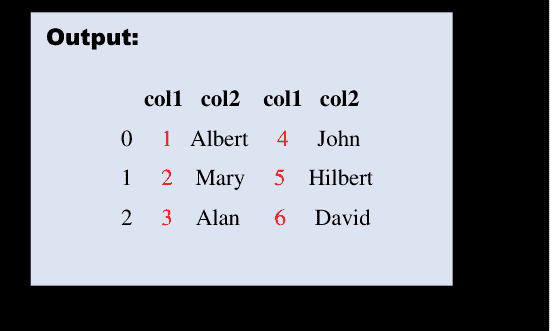 Output:
col1 col2 col1 col2
0 1 Albert 4 John
1 2 Mary 5 Hilbert
2 3 Alan 6 David